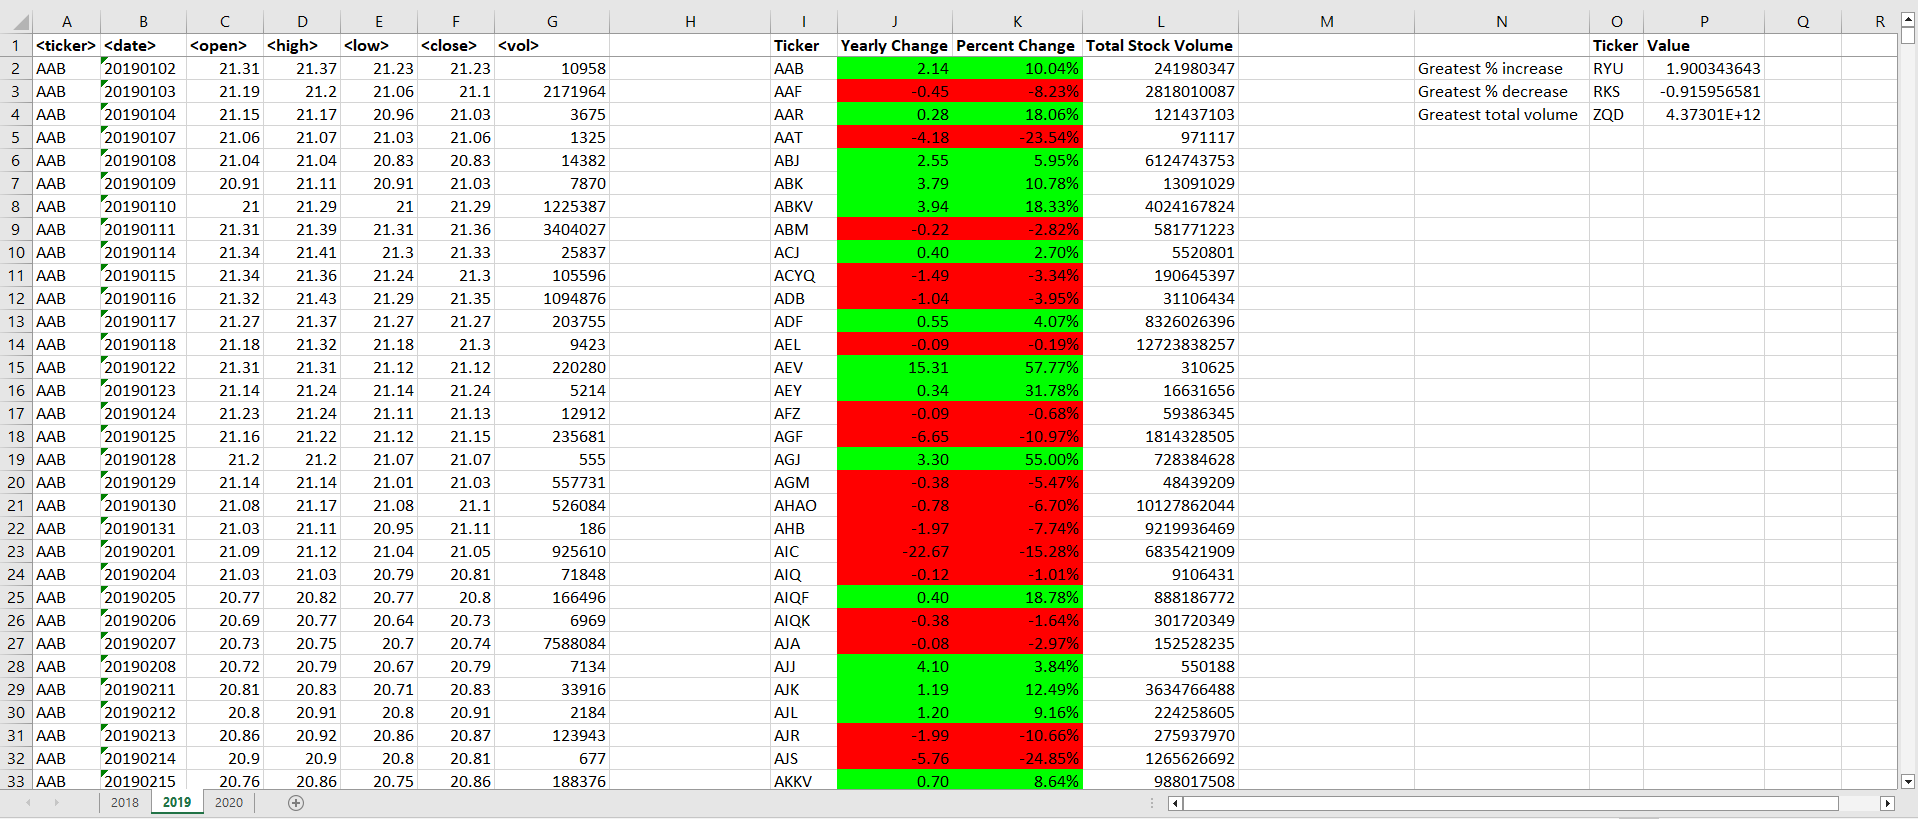 A B C D E F G H I J K L M N O P Q R
1 <ticker> <date> <open> <high> <low> <close> <vol> Ticker Yearly Change Percent Change Total Stock Volume Ticker Value
2 AAB 20190102 21.31 21.37 21.23 21.23 10958 AAB 2.14 10.04% 241980347 Greatest % increase RYU 1.900343643
3 AAB 20190103 21.19 21.2 21.06 21.1 2171964 AAF -0.45 -8.23% 2818010087 Greatest % decrease RKS -0.915956581
4 AAB 20190104 21.15 21.17 20.96 21.03 3675 AAR 0.28 18.06% 121437103 Greatest total volume ZQD 4.37301E+12
5 AAB 20190107 21.06 21.07 21.03 21.06 1325 AAT -4.18 -23.54% 971117
6 AAB 20190108 21.04 21.04 20.83 20.83 14382 ABJ 2.55 5.95% 6124743753
7 AAB 20190109 20.91 21.11 20.91 21.03 7870 ABK 3.79 10.78% 13091029
8 AAB 20190110 21 21.29 21 21.29 1225387 ABKV 3.94 18.33% 4024167824
9 AAB 20190111 21.31 21.39 21.31 21.36 3404027 ABM -0.22 -2.82% 581771223
10 AAB 20190114 21.34 21.41 21.3 21.33 25837 ACJ 0.40 2.70% 5520801
11 AAB 20190115 21.34 21.36 21.24 21.3 105596 ACYQ -1.49 -3.34% 190645397
12 AAB 20190116 21.32 21.43 21.29 21.35 1094876 ADB -1.04 -3.95% 31106434
13 AAB 20190117 21.27 21.37 21.27 21.27 203755 ADF 0.55 4.07% 8326026396
14 AAB 20190118 21.18 21.32 21.18 21.3 9423 AEL -0.09 -0.19% 12723838257
15 AAB 20190122 21.31 21.31 21.12 21.12 220280 AEV 15.31 57.77% 310625
16 AAB 20190123 21.14 21.24 21.14 21.24 5214 AEY 0.34 31.78% 16631656
17 AAB 20190124 21.23 21.24 21.11 21.13 12912 AFZ -0.09 -0.68% 59386345
18 AAB 20190125 21.16 21.22 21.12 21.15 235681 AGF -6.65 -10.97% 1814328505
19 AAB 20190128 21.2 21.2 21.07 21.07 555 AGJ 3.30 55.00% 728384628
20 AAB 20190129 21.14 21.14 21.01 21.03 557731 AGM -0.38 -5.47% 48439209
21 AAB 20190130 21.08 21.17 21.08 21.1 526084 AHAO -0.78 -6.70% 10127862044
22 AAB 20190131 21.03 21.11 20.95 21.11 186 AHB -1.97 -7.74% 9219936469
23 AAB 20190201 21.09 21.12 21.04 21.05 925610 AIC -22.67 -15.28% 6835421909
24 AAB 20190204 21.03 21.03 20.79 20.81 71848 AIQ -0.12 -1.01% 9106431
25 AAB 20190205 20.77 20.82 20.77 20.8 166496 AIQF 0.40 18.78% 888186772
26 AAB 20190206 20.69 20.77 20.64 20.73 6969 AIQK -0.38 -1.64% 301720349
27 AAB 20190207 20.73 20.75 20.7 20.74 7588084 AJA -0.08 -2.97% 152528235
28 AAB 20190208 20.72 20.79 20.67 20.79 7134 AJJ 4.10 3.84% 550188
29 AAB 20190211 20.81 20.83 20.71 20.83 33916 AJK 1.19 12.49% 3634766488
30 AAB 20190212 20.8 20.91 20.8 20.91 2184 AJL 1.20 9.16% 224258605
31 AAB 20190213 20.86 20.92 20.86 20.87 123943 AJR -1.99 -10.66% 275937970
32 AAB 20190214 20.9 20.9 20.8 20.81 677 AJS -5.76 -24.85% 1265626692
33 AAB 20190215 20.76 20.86 20.75 20.86 188376 AKKV 0.70 8.64% 988017508
2018 2019 2020